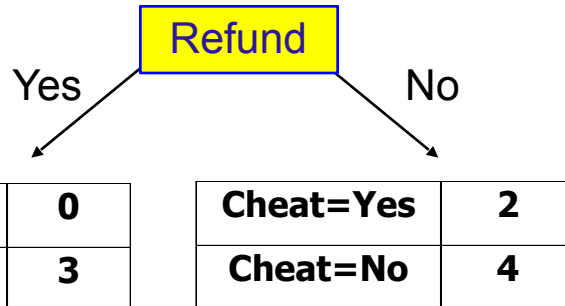 Refund
Yes No
0 Cheat=Yes 2
3 Cheat=No 4